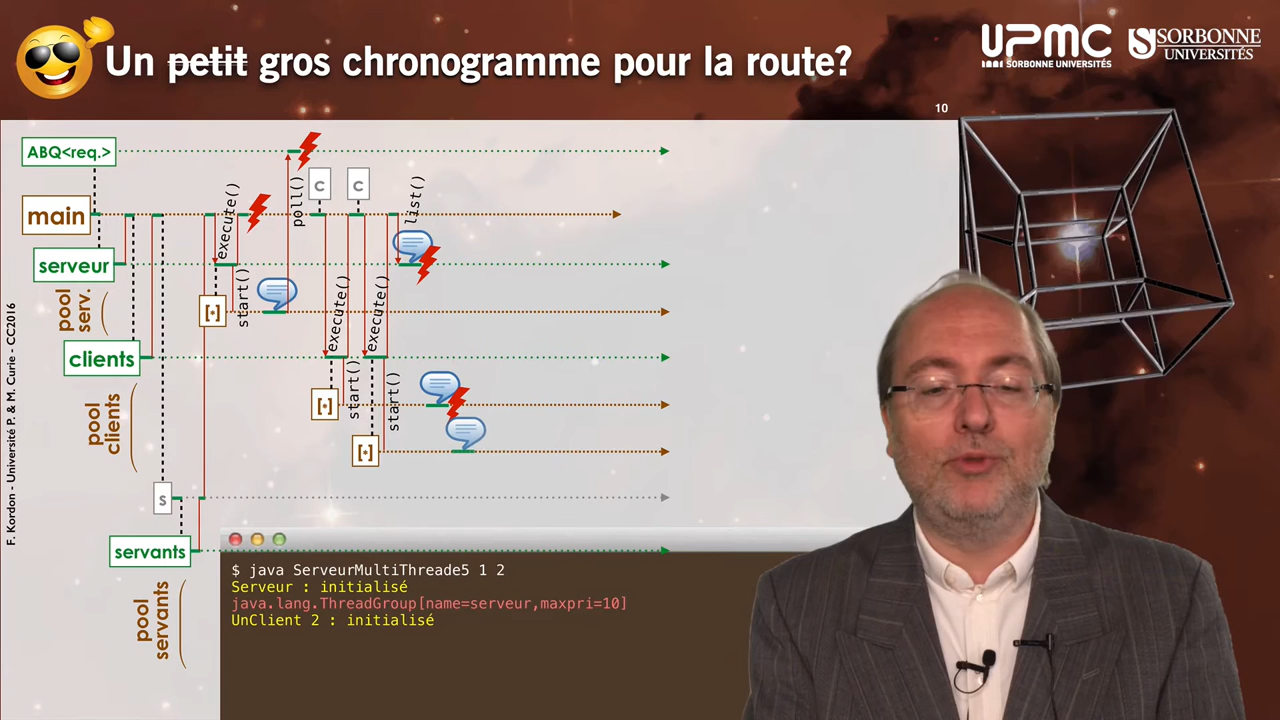 Un petit gros chronogramme pour la route?
UPMC
SORBONNE UNIVERSITÉS
SORBONNE
UNIVERSITÉS
10
ABQ<req.>
main
serveur
pool
serv.
clients
pool
clients
s
servants
pool
servants
execute()
start()
poll()
c
c
list()
execute()
execute()
start()
start()
[•]
[•]
[•]
F. Kordon - Université P. & M. Curie - CC2016
$ java ServeurMultiThreade5 1 2
Serveur : initialisé
java.lang.ThreadGroup[name=serveur,maxpri=10]
UnClient 2 : initialisé